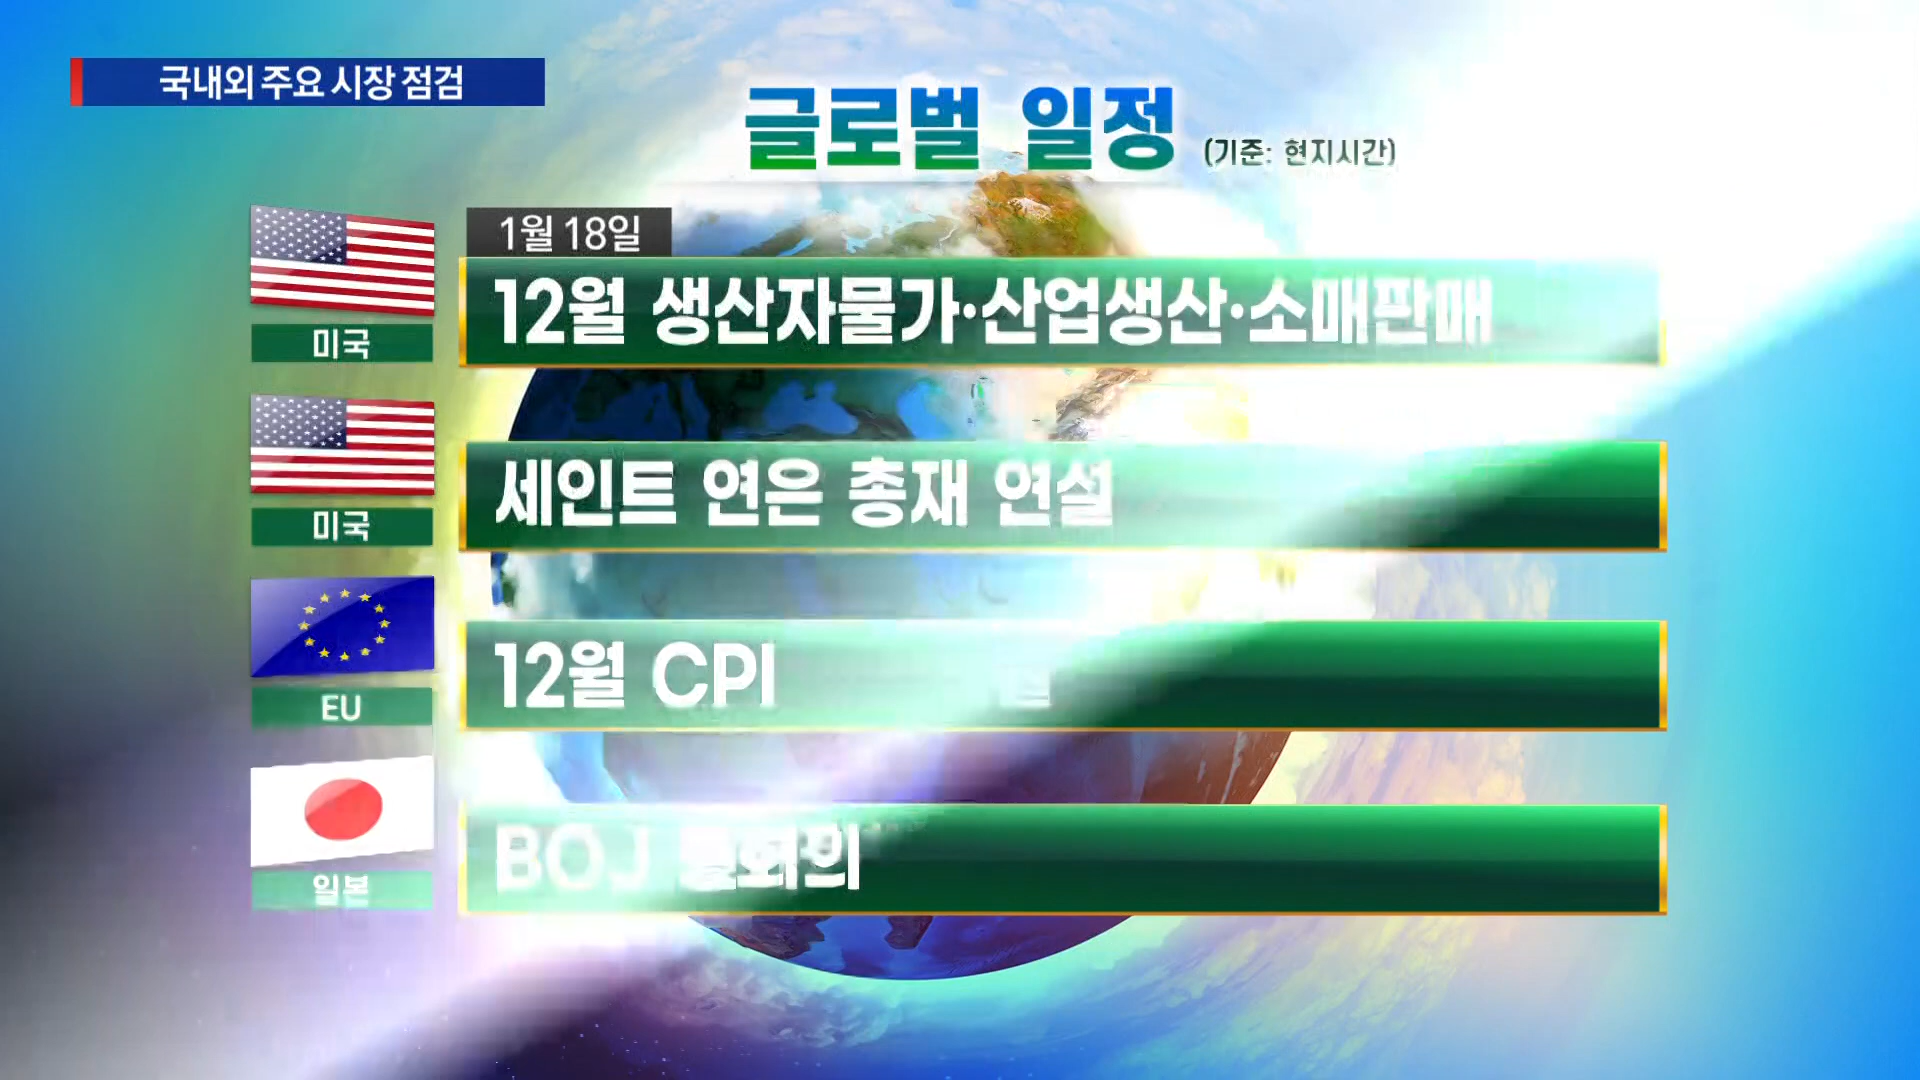 국내외 주요 시장 점검
글로벌 일정 (기준: 현지시간)
1월 18일
미국
12월 생산자물가·산업생산·소매판매
미국
세인트 연은 총재 연설
EU
12월 CPI
일본
BOJ